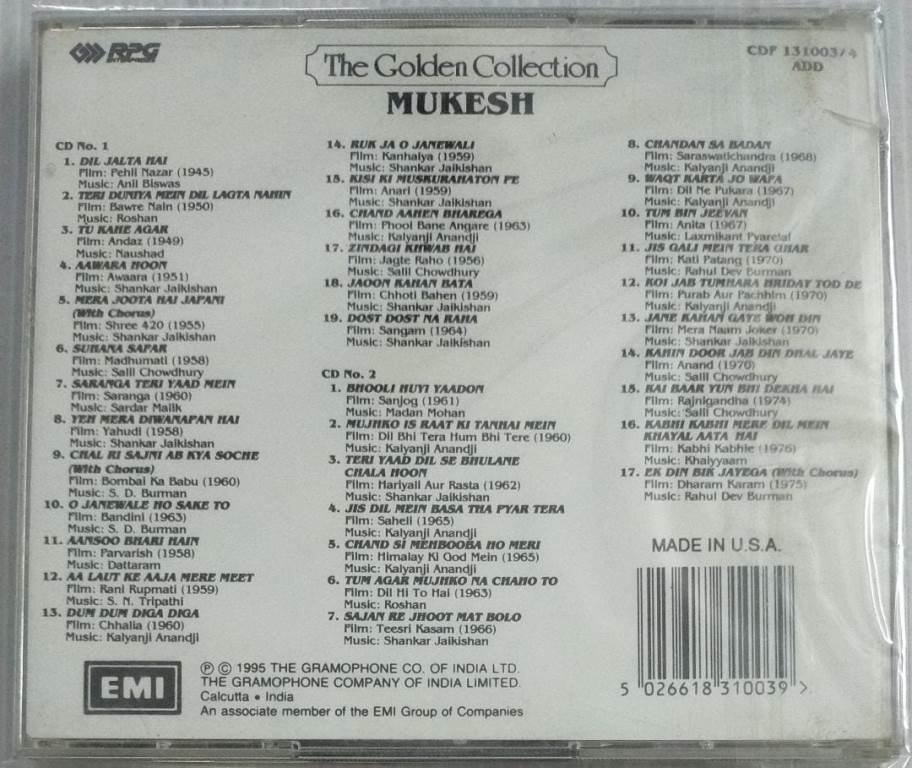 RPG
ENTERPRISES
The Golden Collection
MUKESH
CDF 131003/4
ADD
CD No. 1
1. DIL JALTA HAI
Film: Pehli Nazar (1945)
Music: Anil Biswas
2. TERI DUNIYA MEIN DIL LAGTA NAHIN
Film: Bawre Nain (1950)
Music: Roshan
3. TU KAHE AGAR
Film: Andaz (1949)
Music: Naushad
4. AAWARA HOON
Film: Awaara (1951)
Music: Shankar Jaikishan
5. MERA JOOTA HAI JAPANI
(With Chorus)
Film: Shree 420 (1955)
Music: Shankar Jaikishan
6. SUHANA SAFAR
Film: Madhumati (1958)
Music: Salil Chowdhury
7. SARANGA TERI YAAD MEIN
Film: Saranga (1960)
Music: Sardar Malik
8. YEH MERA DIWANAPAN HAI
Film: Yahudi (1958)
Music: Shankar Jaikishan
9. CHAL RI SAJNI AB KYA SOCHE
(With Chorus)
Film: Bombai Ka Babu (1960)
Music: S. D. Burman
10. O JANEWALE HO SAKE TO
Film: Bandini (1963)
Music: S. D. Burman
11. AANSOO BHARI HAIN
Film: Parvarish (1958)
Music: Dattaram
12. AA LAUT KE AAJA MERE MEET
Film: Rani Rupmati (1959)
Music: S. N. Tripathi
13. DUM DUM DIGA DIGA
Film: Chhalia (1960)
Music: Kalyanji Anandji
14. RUK JA O JANEWALI
Film: Kanhaiya (1959)
Music: Shankar Jaikishan
15. KISI KI MUSKURAHATON PE
Film: Anari (1959)
Music: Shankar Jaikishan
16. CHAND AAHEN BHAREGA
Film: Phool Bane Angare (1963)
Music: Kalyanji Anandji
17. ZINDAGI KHWAB HAI
Film: Jagte Raho (1956)
Music: Salil Chowdhury
18. JAOON KAHAN BATA
Film: Chhoti Bahen (1959)
Music: Shankar Jaikishan
19. DOST DOST NA RAHA
Film: Sangam (1964)
Music: Shankar Jaikishan
CD No. 2
1. BHOOLI HUYI YAADON
Film: Sanjog (1961)
Music: Madan Mohan
2. MUJHKO IS RAAT KI TANHAI MEIN
Film: Dil Bhi Tera Hum Bhi Tere (1960)
Music: Kalyanji Anandji
3. TERI YAAD DIL SE BHULANE
CHALA HOON
Film: Hariyali Aur Rasta (1962)
Music: Shankar Jaikishan
4. JIS DIL MEIN BASA THA PYAR TERA
Film: Saheli (1965)
Music: Kalyanji Anandji
5. CHAND SI MEHBOOBA HO MERI
Film: Himalay Ki God Mein (1965)
Music: Kalyanji Anandji
6. TUM AGAR MUJHKO NA CHAHO TO
Film: Dil Hi To Hai (1963)
Music: Roshan
7. SAJAN RE JHOOT MAT BOLO
Film: Teesri Kasam (1966)
Music: Shankar Jaikishan
8. CHANDAN SA BADAN
Film: Saraswatichandra (1968)
Music: Kalyanji Anandji
9. WAQT KARTA JO WAFA
Film: Dil Ne Pukara (1967)
Music: Kalyanji Anandji
10. TUM BIN JEEVAN
Film: Anita (1967)
Music: Laxmikant Pyarelal
11. JIS GALI MEIN TERA GHAR
Film: Kati Patang (1970)
Music: Rahul Dev Burman
12. KOI JAB TUMHARA HRIDAY TOD DE
Film: Purab Aur Pachhim (1970)
Music: Kalyanji Anandji
13. JANE KAHAN GAYE WOH DIN
Film: Mera Naam Joker (1970)
Music: Shankar Jaikishan
14. KAHIN DOOR JAB DIN DHAL JAYE
Film: Anand (1970)
Music: Salil Chowdhury
15. KAI BAAR YUN BHI DEKHA HAI
Film: Rajnigandha (1974)
Music: Salil Chowdhury
16. KABHI KABHI MERE DIL MEIN
KHAYAL AATA HAI
Film: Kabhi Kabhie (1976)
Music: Khaiyyaam
17. EK DIN BIK JAYEGA (With Chorus)
Film: Dharam Karam (1975)
Music: Rahul Dev Burman
MADE IN U.S.A.
5 026618 310039 >
EMI
Ⓟ © 1995 THE GRAMOPHONE CO. OF INDIA LTD.
THE GRAMOPHONE COMPANY OF INDIA LIMITED.
Calcutta • India
An associate member of the EMI Group of Companies